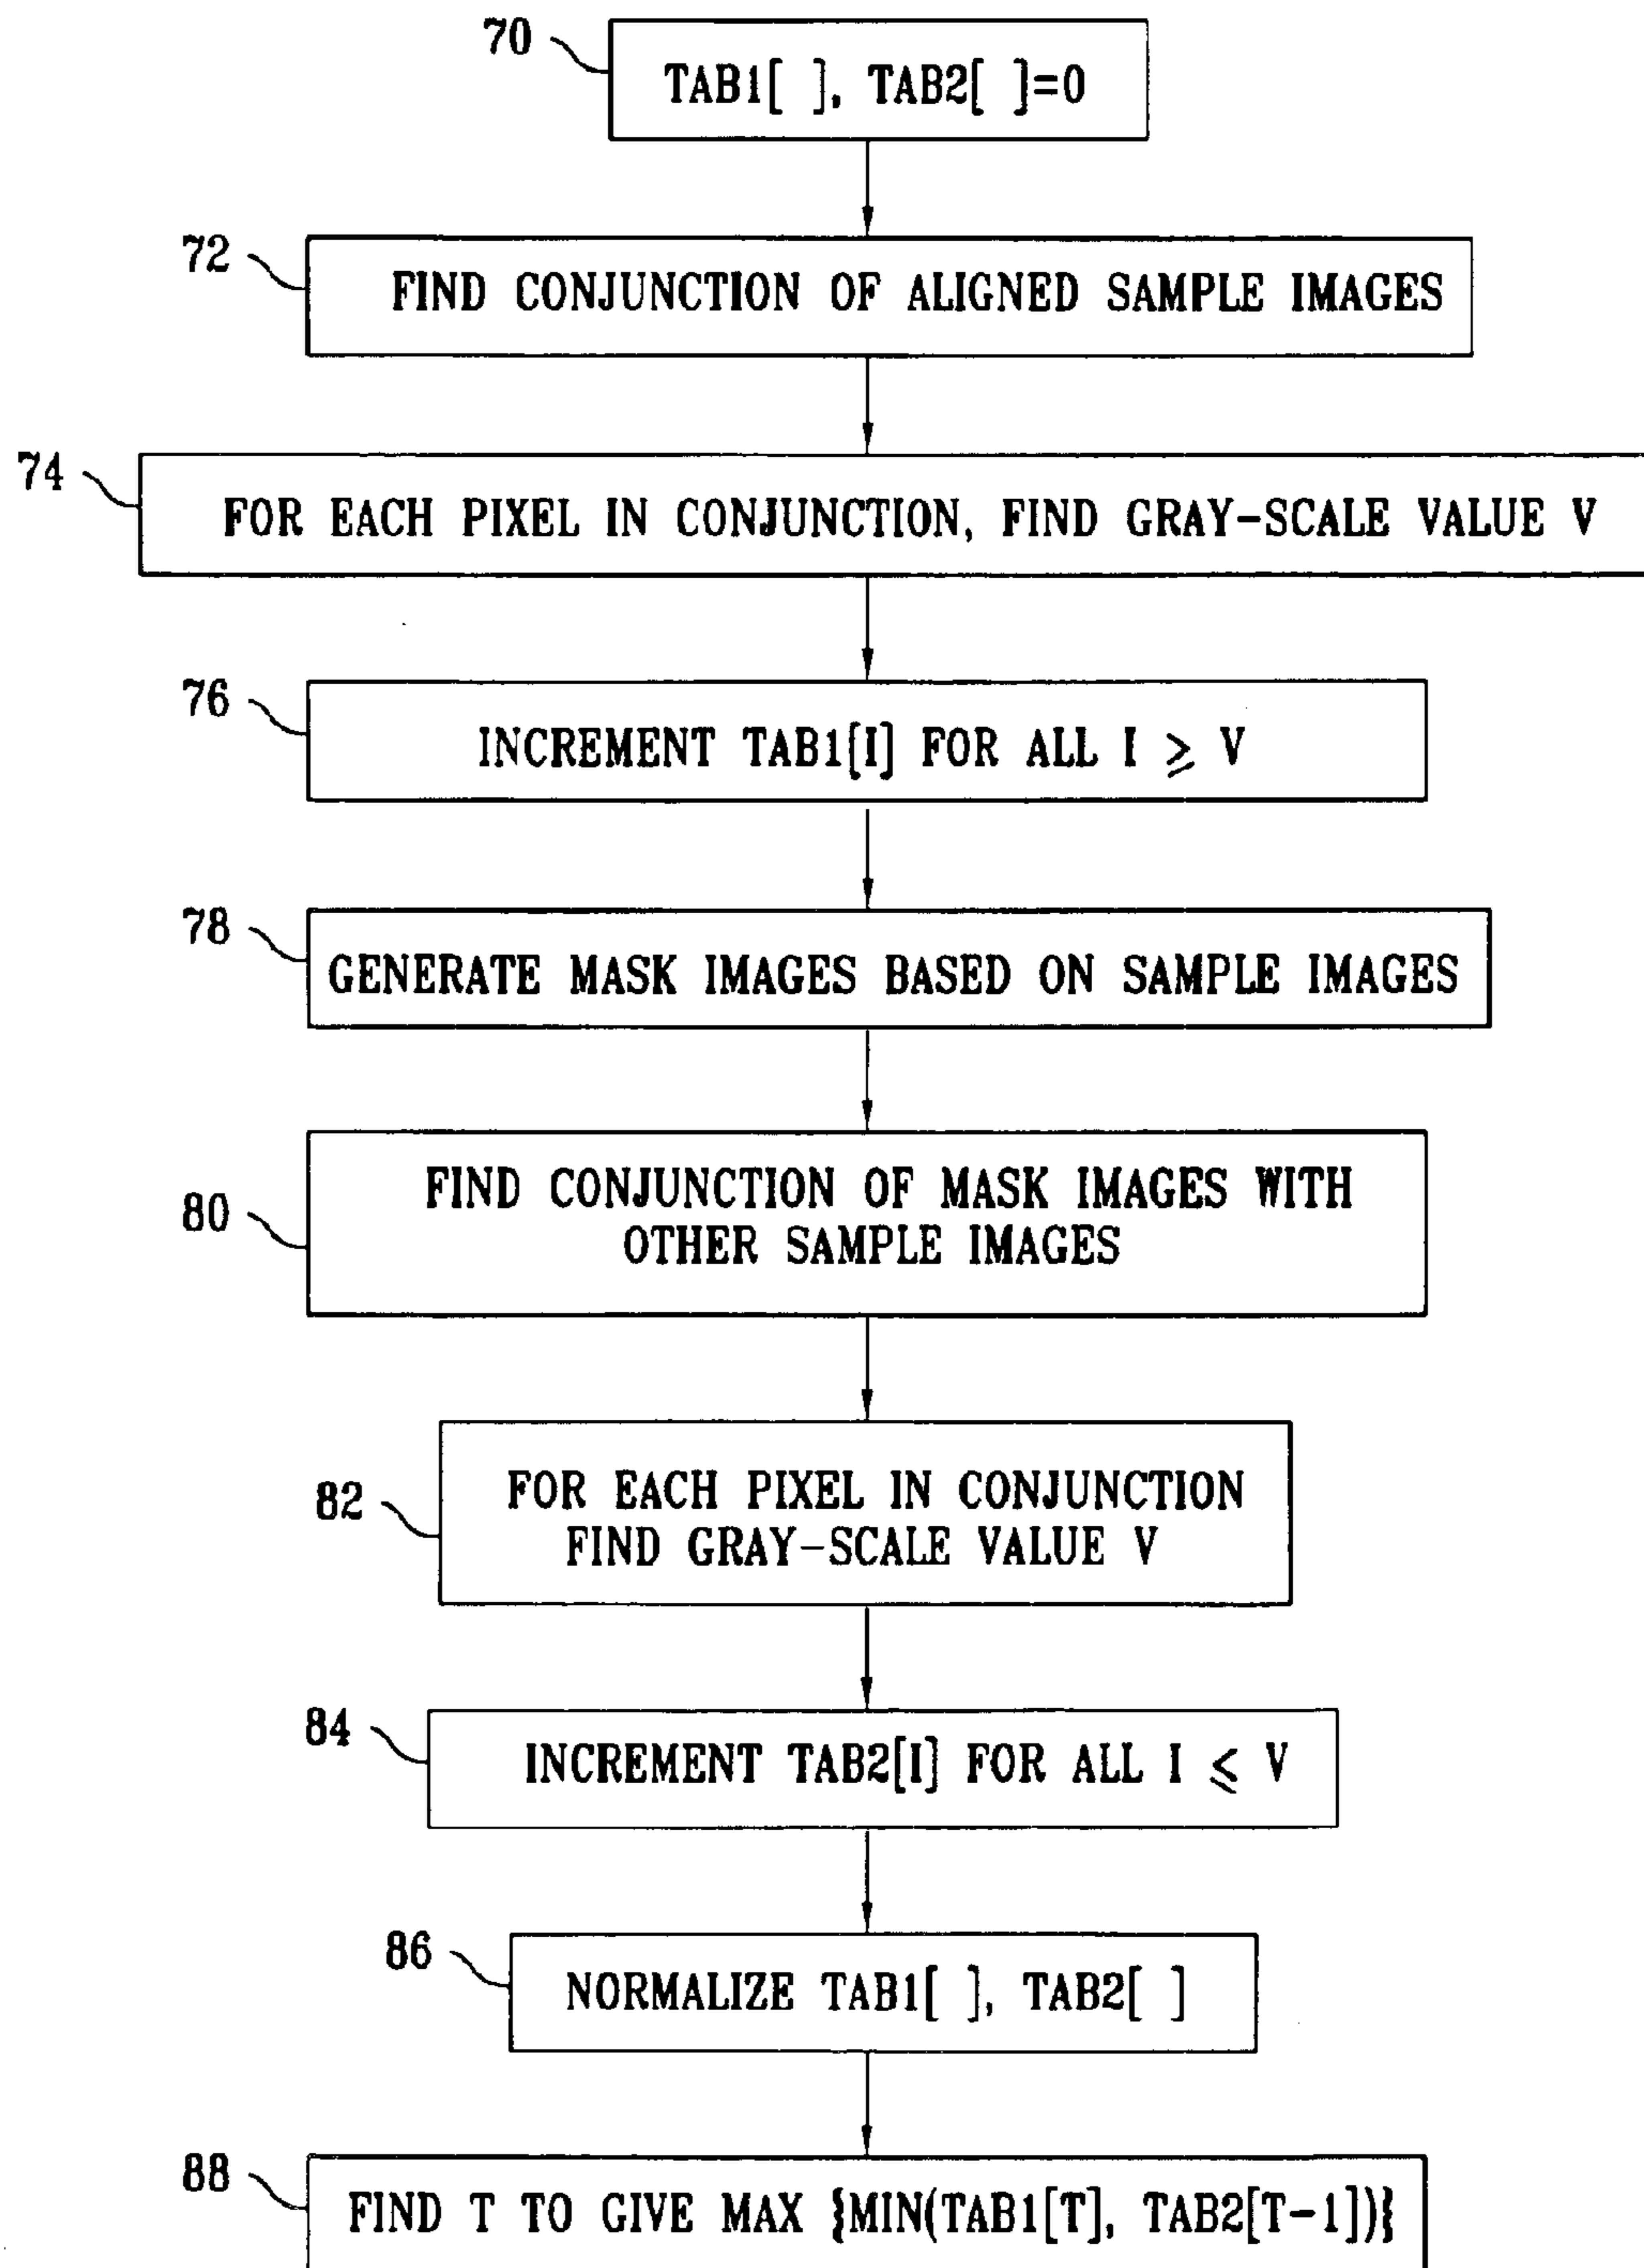 70
TAB1[ ], TAB2[ ]=0
72
FIND CONJUNCTION OF ALIGNED SAMPLE IMAGES
74
FOR EACH PIXEL IN CONJUNCTION, FIND GRAY-SCALE VALUE V
76
INCREMENT TAB1[I] FOR ALL I ⩾ V
78
GENERATE MASK IMAGES BASED ON SAMPLE IMAGES
80
FIND CONJUNCTION OF MASK IMAGES WITH
OTHER SAMPLE IMAGES
82
FOR EACH PIXEL IN CONJUNCTION
FIND GRAY-SCALE VALUE V
84
INCREMENT TAB2[I] FOR ALL I ⩽ V
86
NORMALIZE TAB1[ ], TAB2[ ]
88
FIND T TO GIVE MAX {MIN(TAB1[T], TAB2[T-1])}